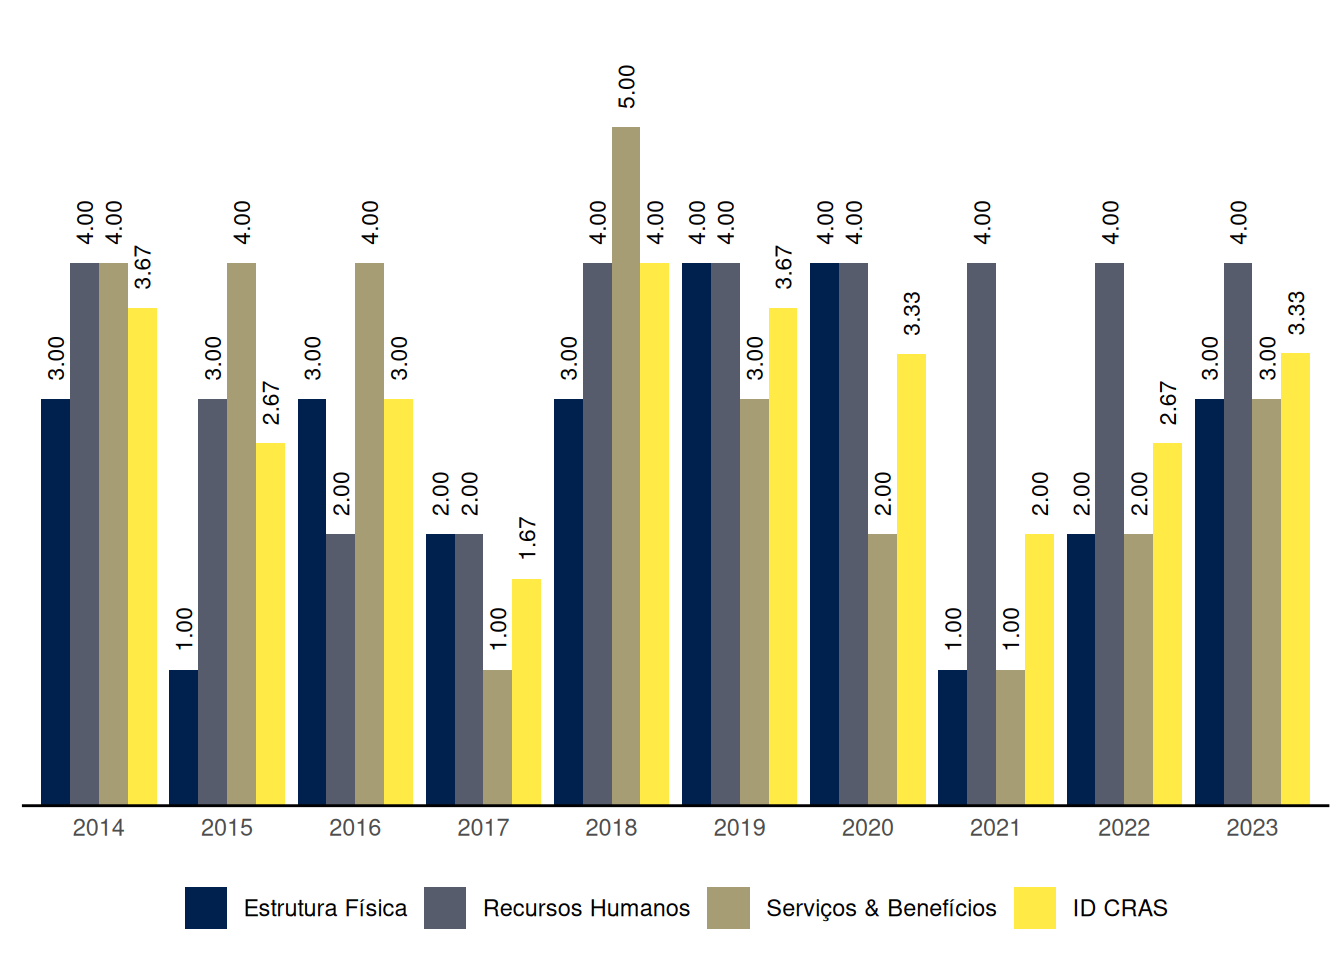 5.00
4.00 4.00 4.00 4.00 4.00 4.00 4.00 4.00 4.00 4.00 4.00 4.00 4.00
3.67 3.67
3.33 3.33
3.00 3.00 3.00 3.00 3.00 3.00 3.00 3.00
2.67 2.67
2.00 2.00 2.00 2.00 2.00 2.00 2.00
1.67
1.00 1.00 1.00 1.00
2014 2015 2016 2017 2018 2019 2020 2021 2022 2023
Estrutura Física Recursos Humanos Serviços & Benefícios ID CRAS